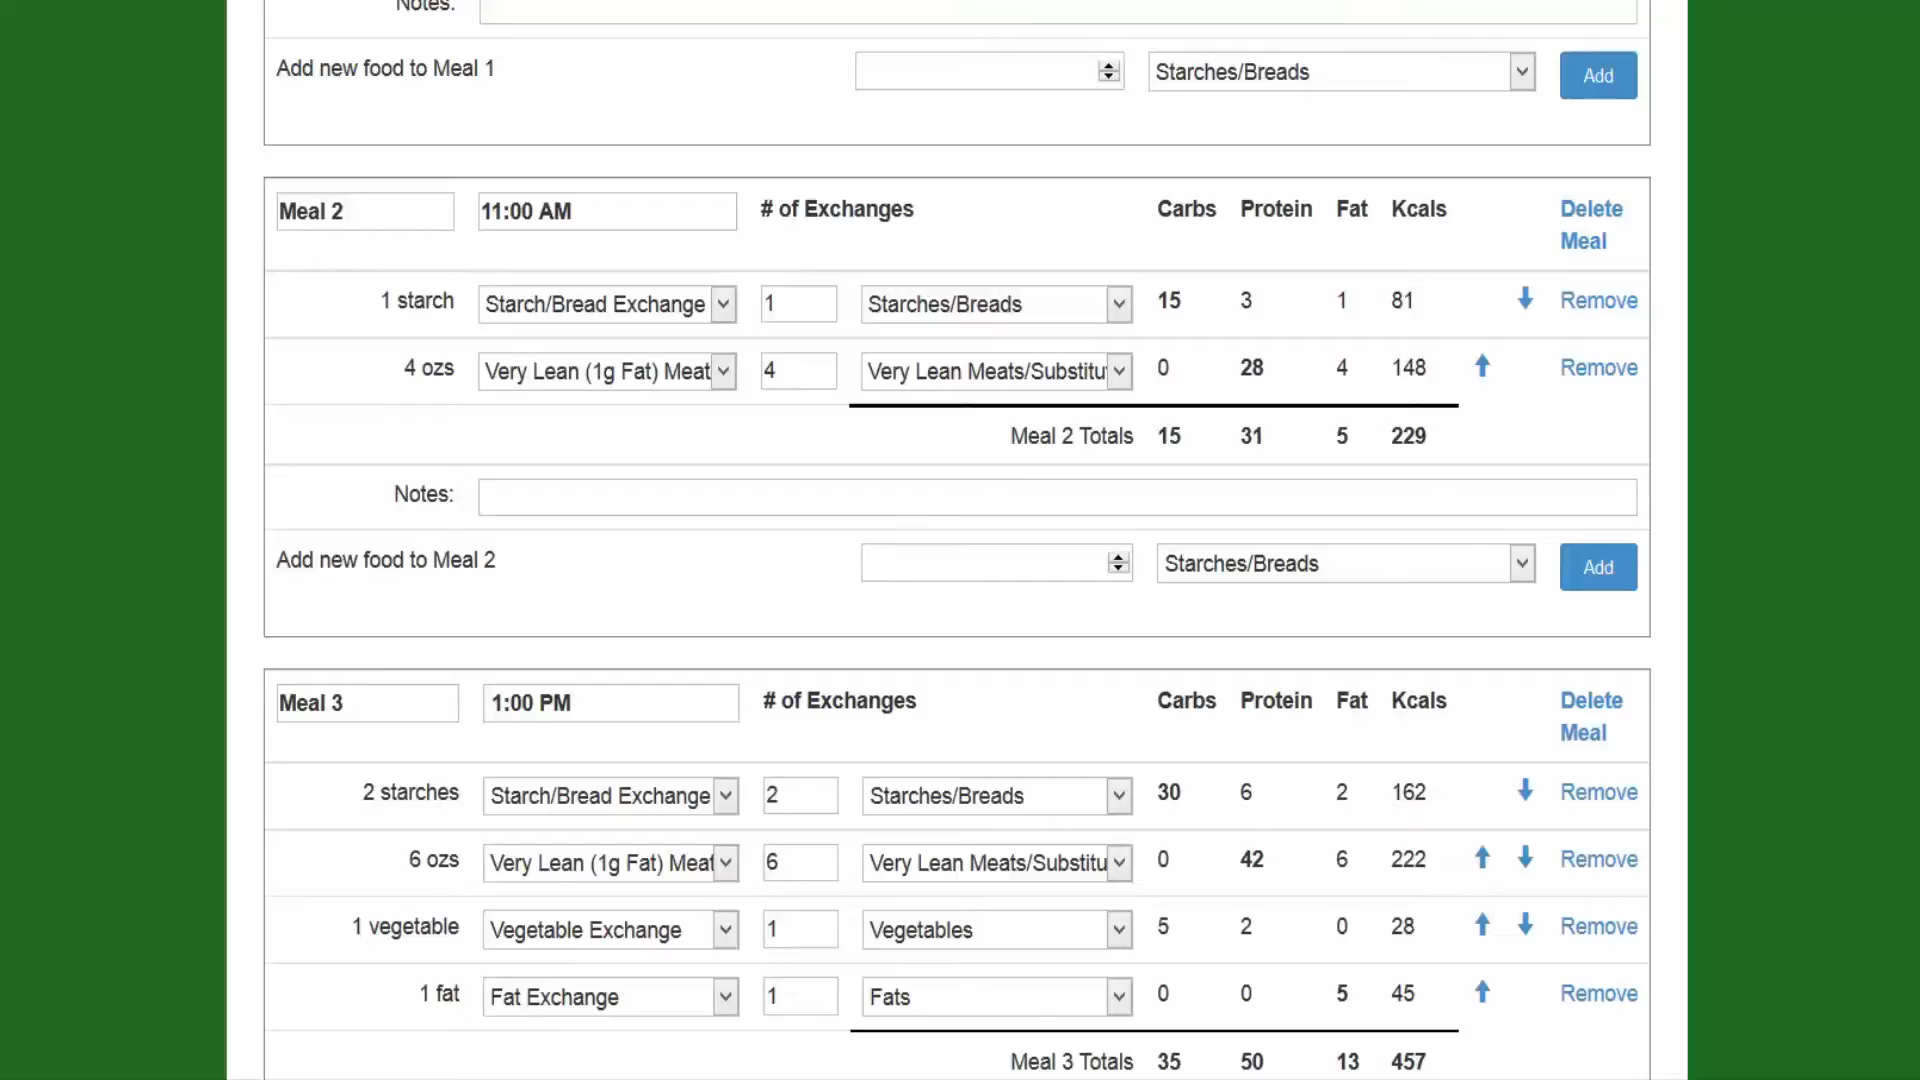 Notes:
Add new food to Meal 1 Starches/Breads Add
Meal 2 11:00 AM # of Exchanges Carbs Protein Fat Kcals Delete Meal
1 starch Starch/Bread Exchange 1 Starches/Breads 15 3 1 81 Remove
4 ozs Very Lean (1g Fat) Meat 4 Very Lean Meats/Substitu 0 28 4 148 Remove
Meal 2 Totals 15 31 5 229
Notes:
Add new food to Meal 2 Starches/Breads Add
Meal 3 1:00 PM # of Exchanges Carbs Protein Fat Kcals Delete Meal
2 starches Starch/Bread Exchange 2 Starches/Breads 30 6 2 162 Remove
6 ozs Very Lean (1g Fat) Meat 6 Very Lean Meats/Substitu 0 42 6 222 Remove
1 vegetable Vegetable Exchange 1 Vegetables 5 2 0 28 Remove
1 fat Fat Exchange 1 Fats 0 0 5 45 Remove
Meal 3 Totals 35 50 13 457